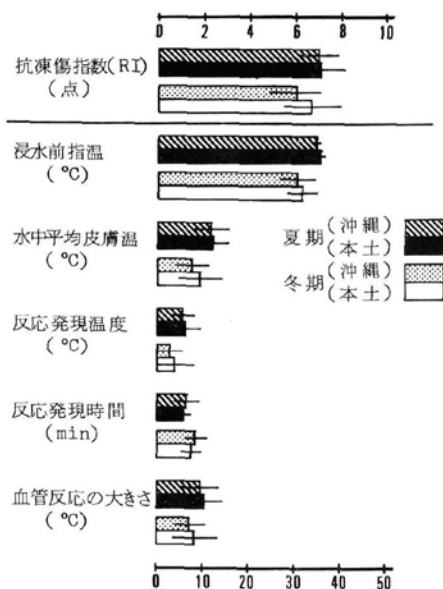 0 2 4 6 8 10
抗凍傷指数(RI)
(点)
浸水前指温
(℃)
水中平均皮膚温
(℃)
夏期(沖縄)
(本土)
冬期(沖縄)
(本土)
反応発現温度
(℃)
反応発現時間
(min)
血管反応の大きさ
(℃)
0 10 20 30 40 50